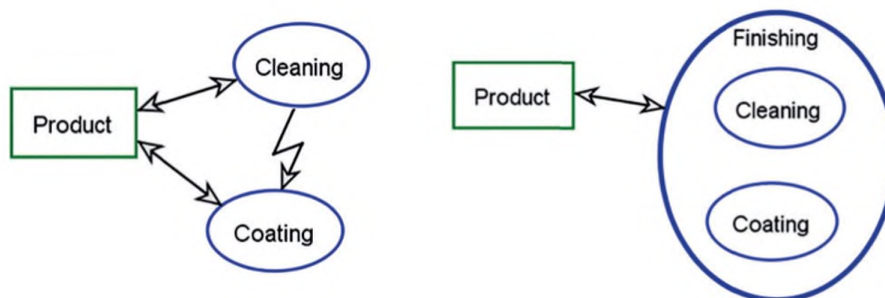 Cleaning
Product
Coating
Finishing
Product
Cleaning
Coating